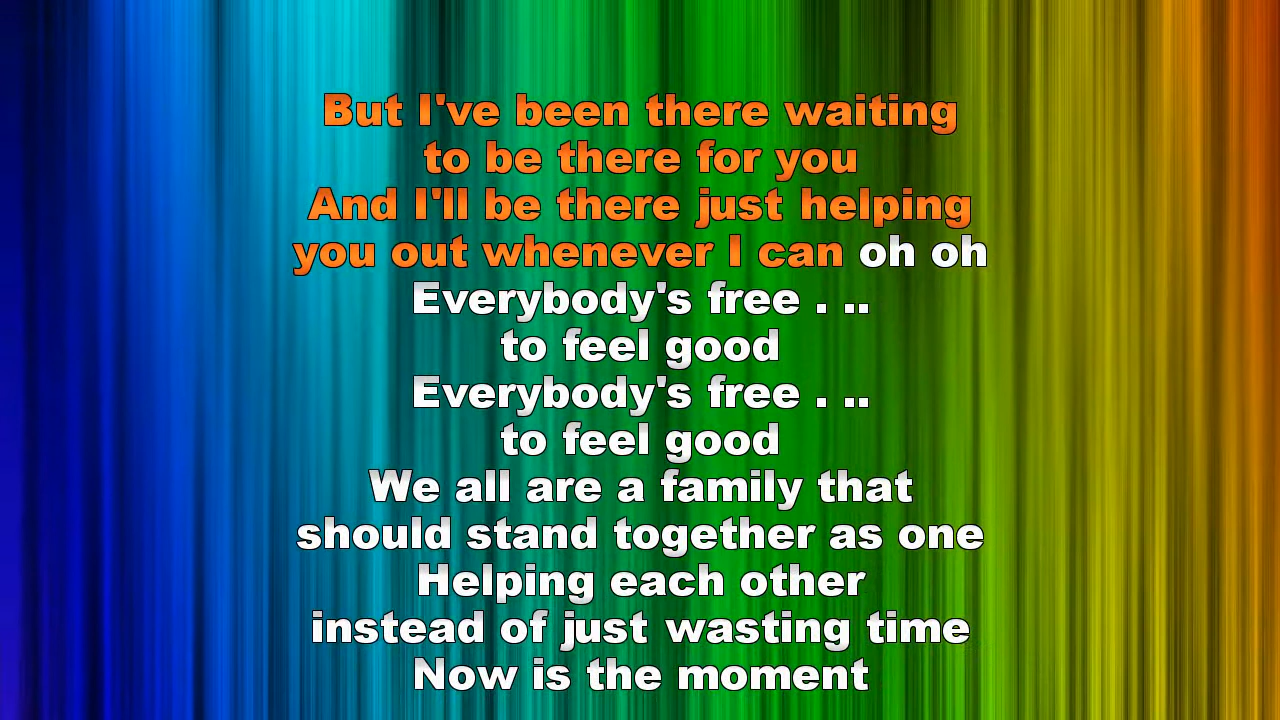 But I've been there waiting
to be there for you
And I'll be there just helping
you out whenever I can oh oh
Everybody's free . ..
to feel good
Everybody's free . ..
to feel good
We all are a family that
should stand together as one
Helping each other
instead of just wasting time
Now is the moment